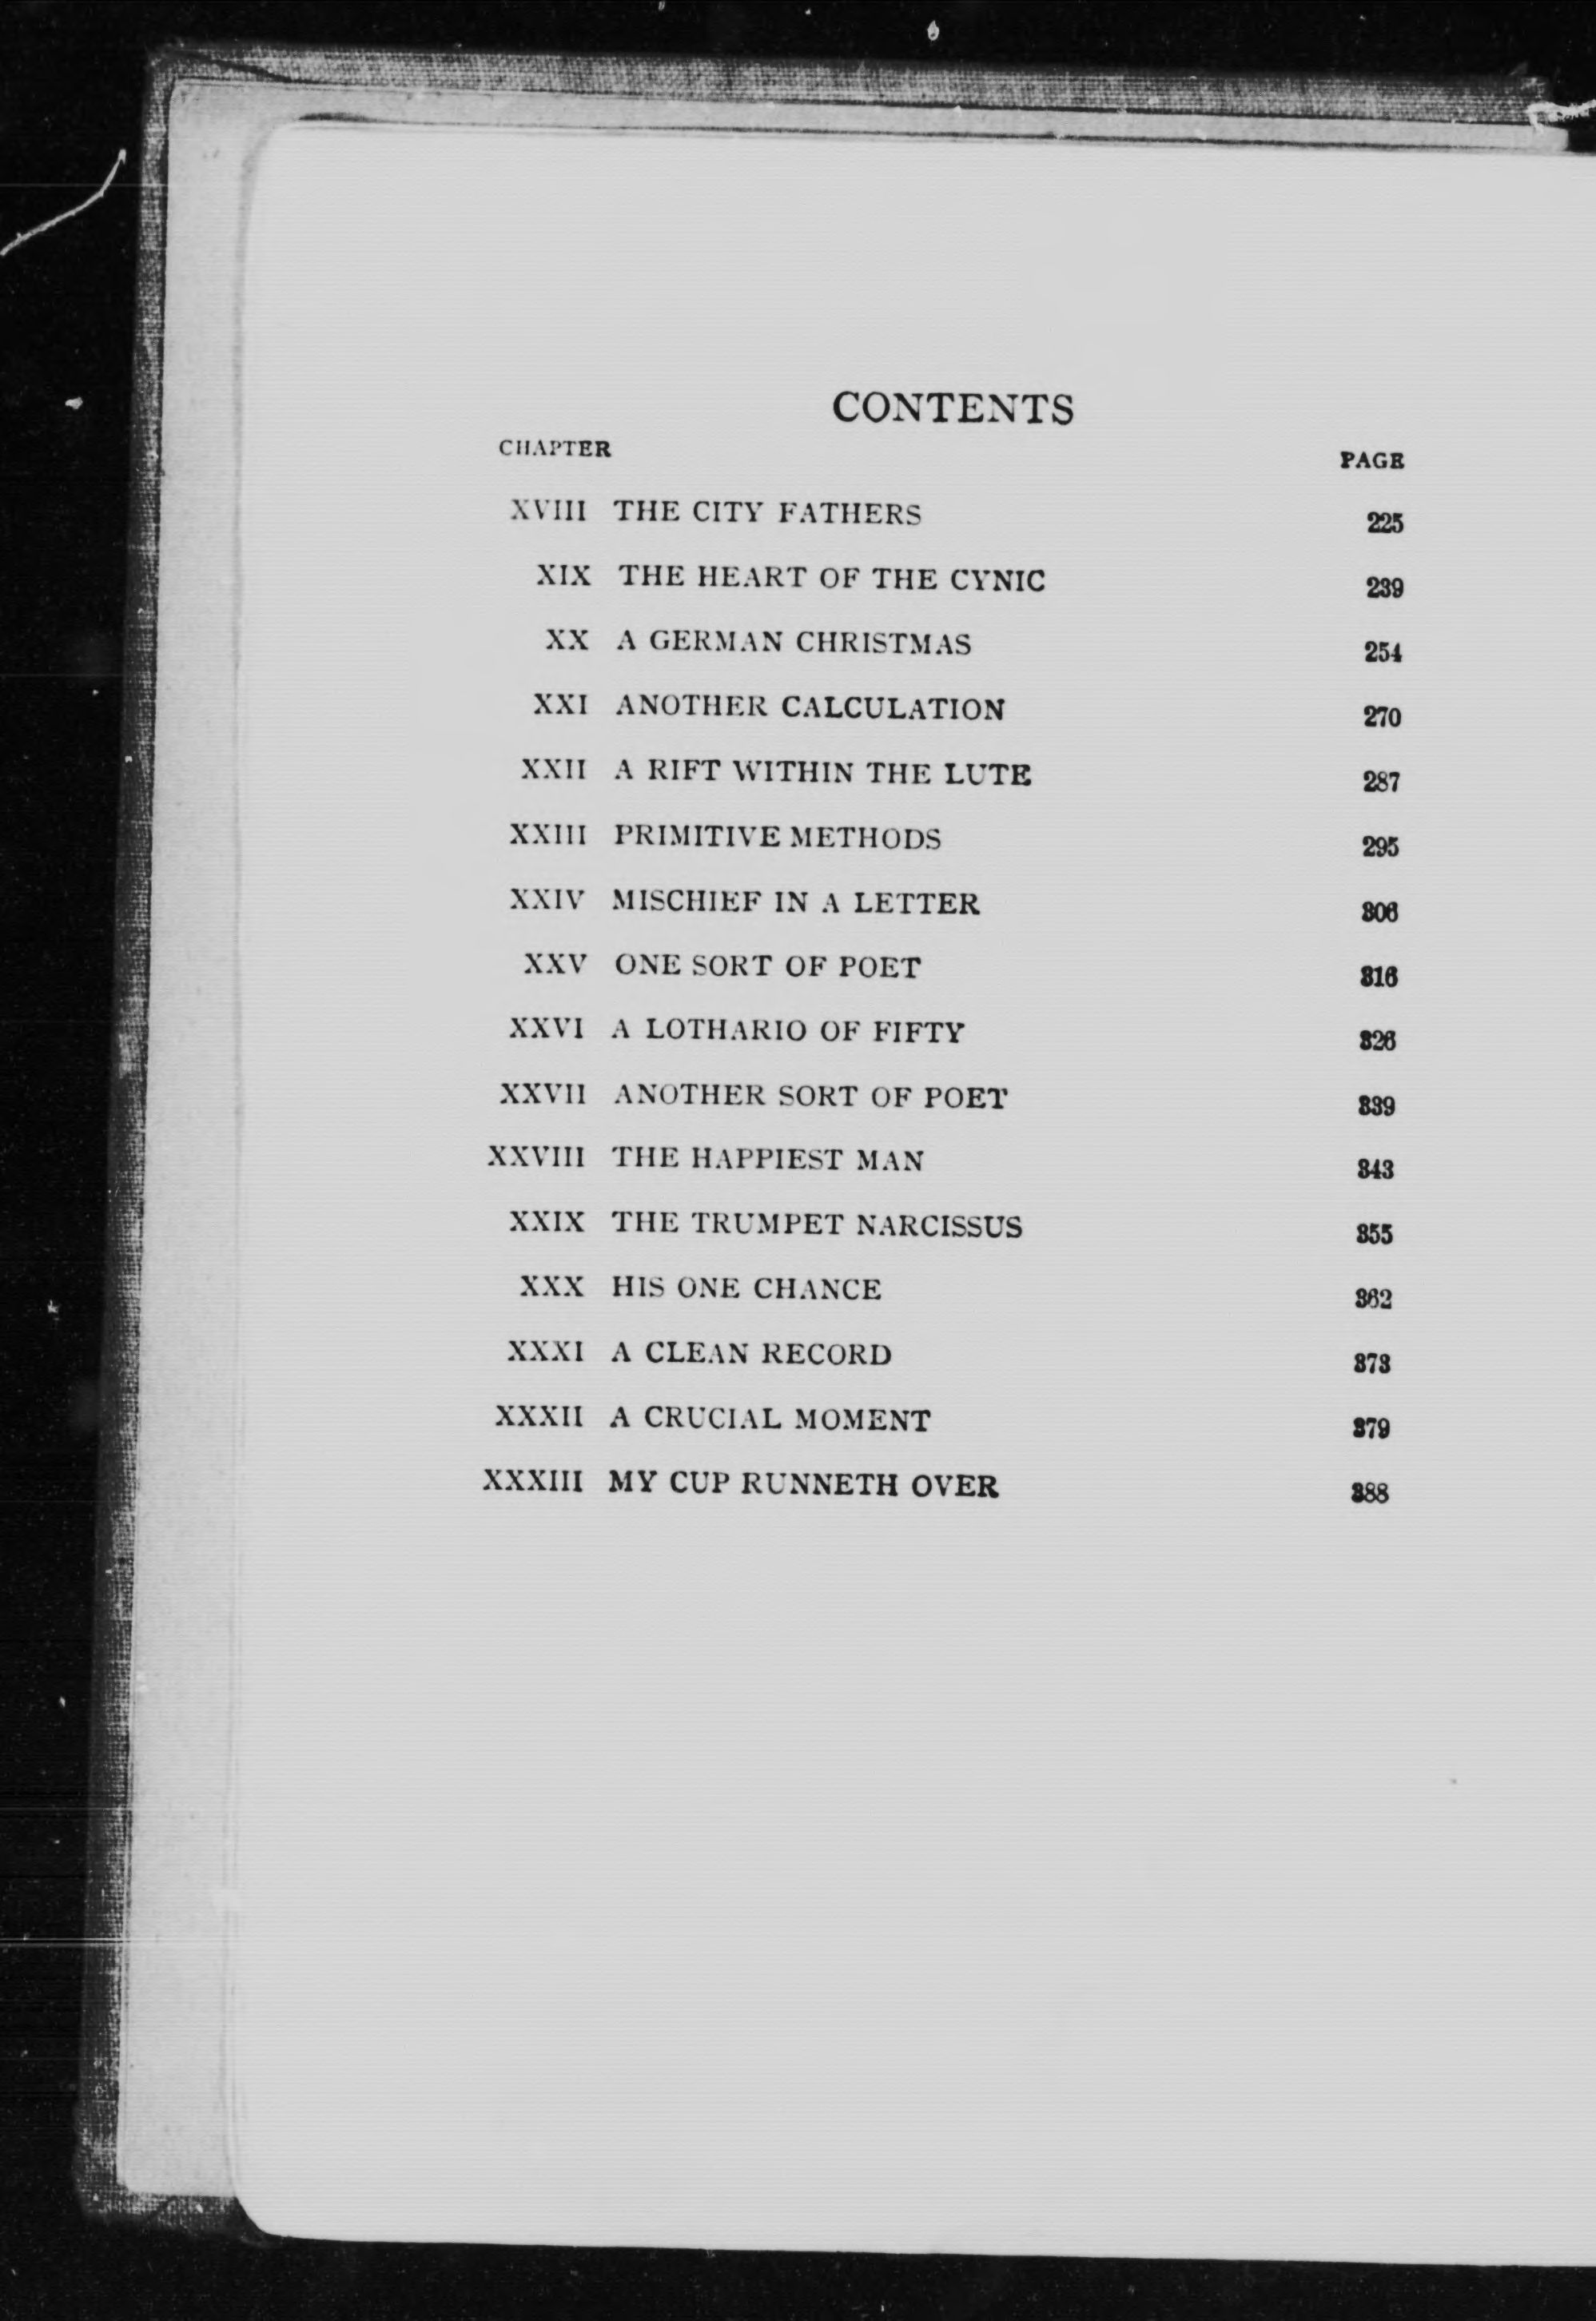 CONTENTS
CHAPTER PAGE
XVIII THE CITY FATHERS 225
XIX THE HEART OF THE CYNIC 239
XX A GERMAN CHRISTMAS 254
XXI ANOTHER CALCULATION 270
XXII A RIFT WITHIN THE LUTE 287
XXIII PRIMITIVE METHODS 295
XXIV MISCHIEF IN A LETTER 306
XXV ONE SORT OF POET 316
XXVI A LOTHARIO OF FIFTY 326
XXVII ANOTHER SORT OF POET 339
XXVIII THE HAPPIEST MAN 343
XXIX THE TRUMPET NARCISSUS 355
XXX HIS ONE CHANCE 362
XXXI A CLEAN RECORD 373
XXXII A CRUCIAL MOMENT 379
XXXIII MY CUP RUNNETH OVER 388